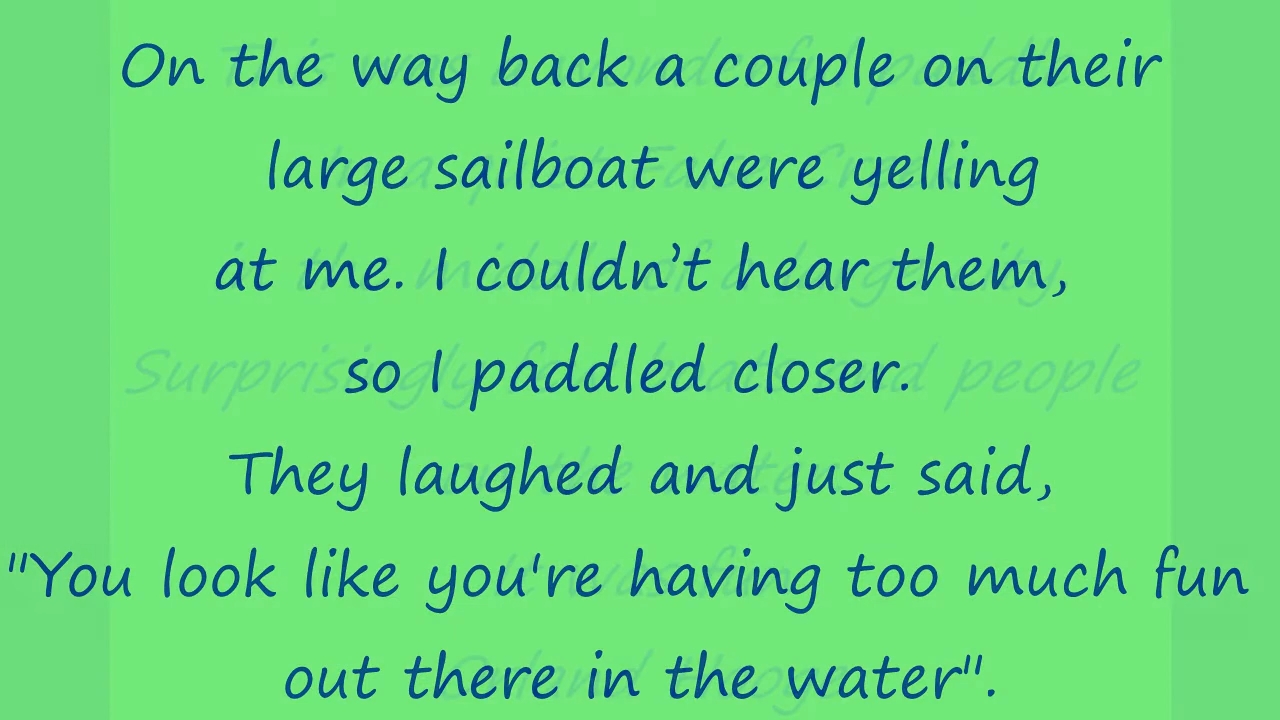 On the way back a couple on their
large sailboat were yelling
at me. I couldn’t hear them,
so I paddled closer.
They laughed and just said,
"You look like you're having too much fun
out there in the water".